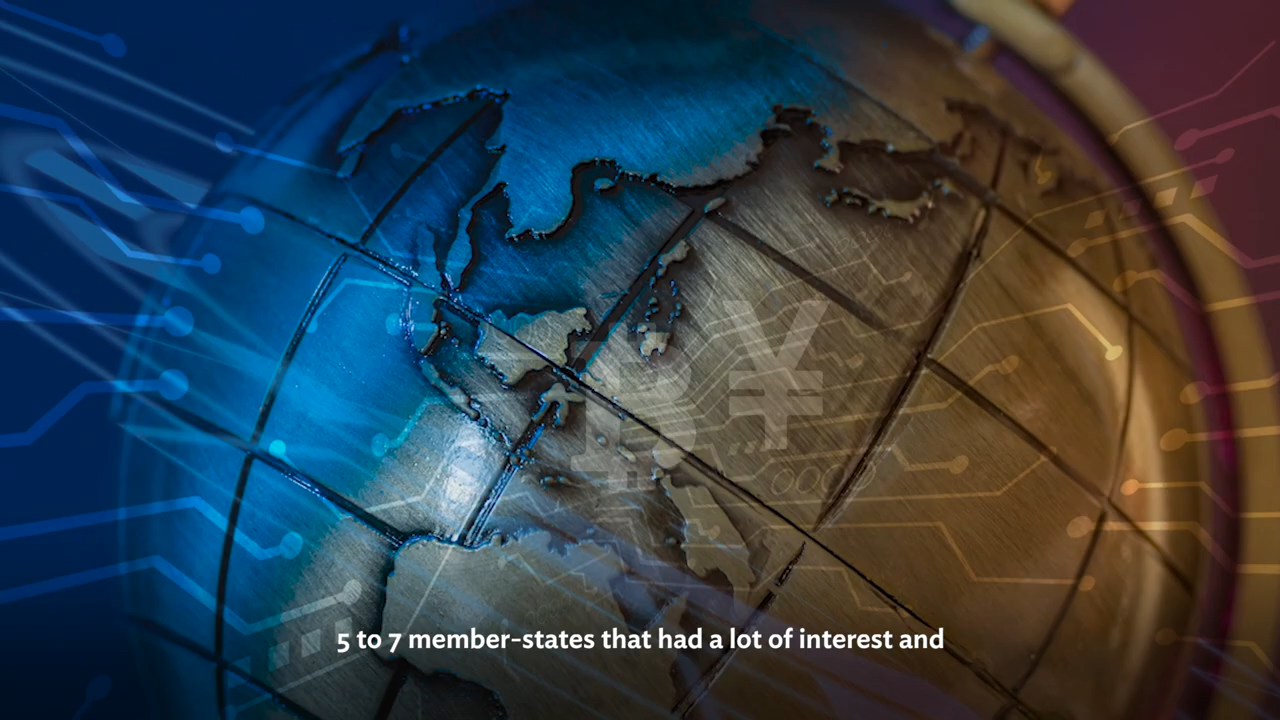 ₿ ¥
5 to 7 member-states that had a lot of interest and